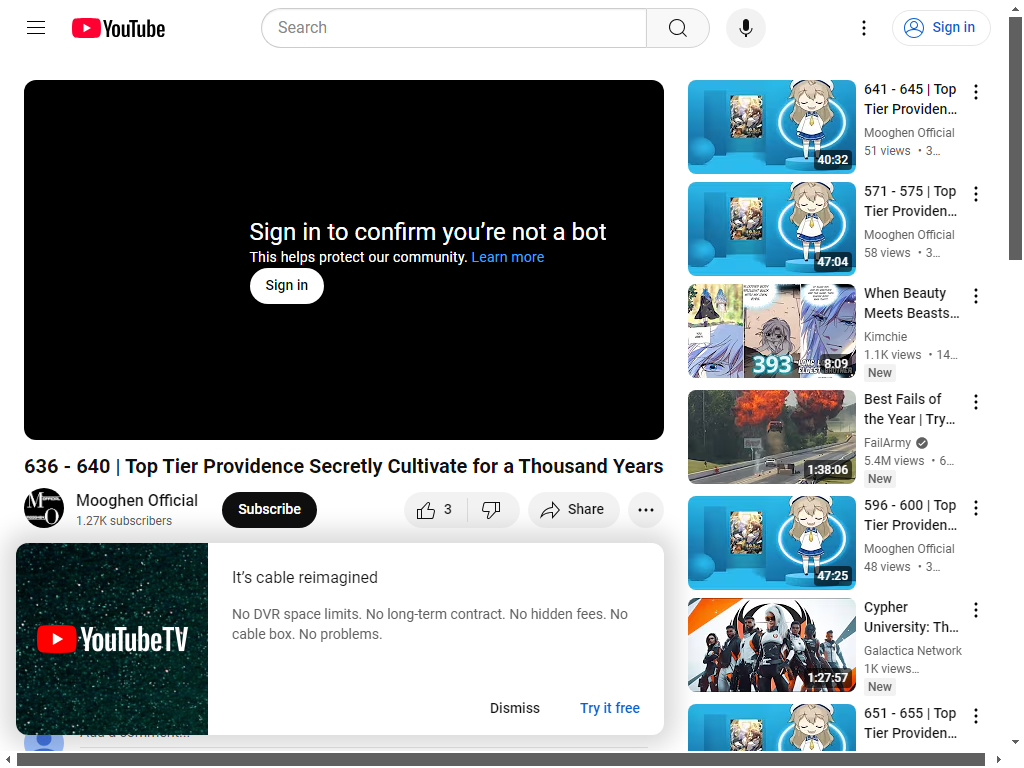 YouTube
Search
Sign in
Sign in to confirm you’re not a bot
This helps protect our community. Learn more
Sign in
636 - 640 | Top Tier Providence Secretly Cultivate for a Thousand Years
Mooghen Official
1.27K subscribers
Subscribe
3
Share
YouTubeTV
It’s cable reimagined
No DVR space limits. No long-term contract. No hidden fees. No
cable box. No problems.
Dismiss
Try it free
Add a comment...
40:32
641 - 645 | Top
Tier Providen...
Mooghen Official
51 views • 3...
47:04
571 - 575 | Top
Tier Providen...
Mooghen Official
58 views • 3...
393
8:09
When Beauty
Meets Beasts...
Kimchie
1.1K views • 14...
New
1:38:06
Best Fails of
the Year | Try...
FailArmy
5.4M views • 6...
New
47:25
596 - 600 | Top
Tier Providen...
Mooghen Official
48 views • 3...
1:27:57
Cypher
University: Th...
Galactica Network
1K views...
New
651 - 655 | Top
Tier Providen...